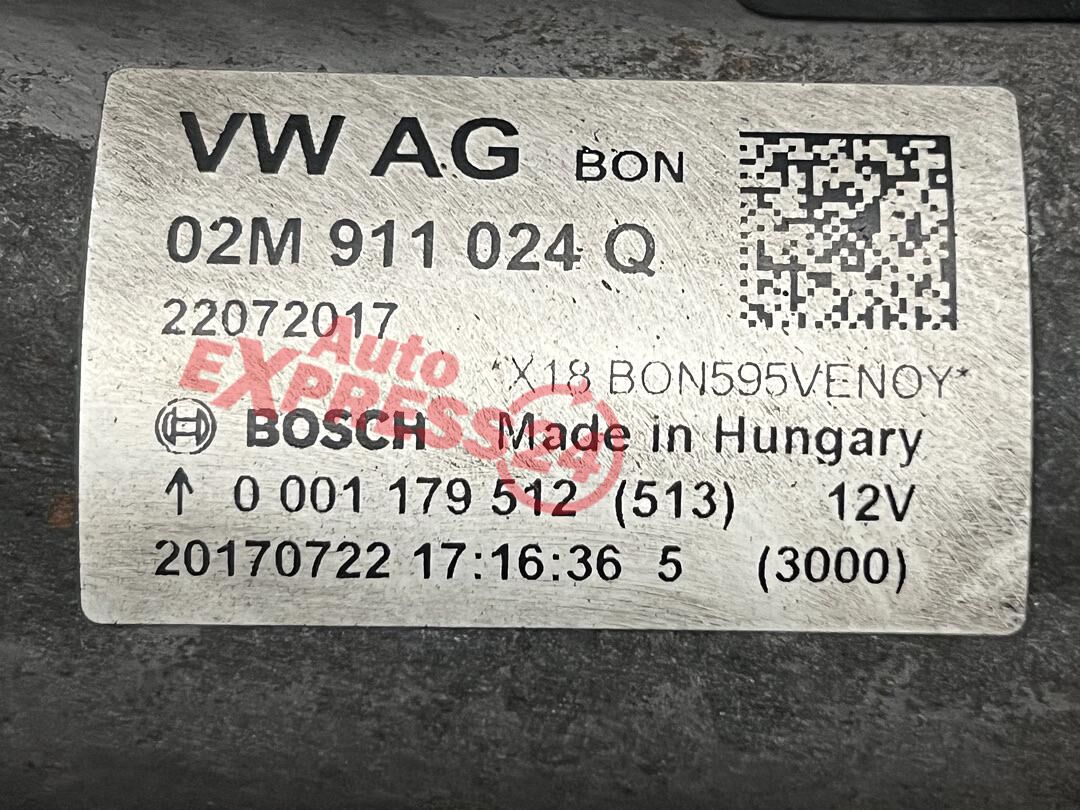 VW AG BON
02M 911 024 Q
22072017
Auto
EXPRESS24
*X18 BON595VENOY*
BOSCH Made in Hungary
↑ 0 001 179 512 (513) 12V
20170722 17:16:36 5 (3000)